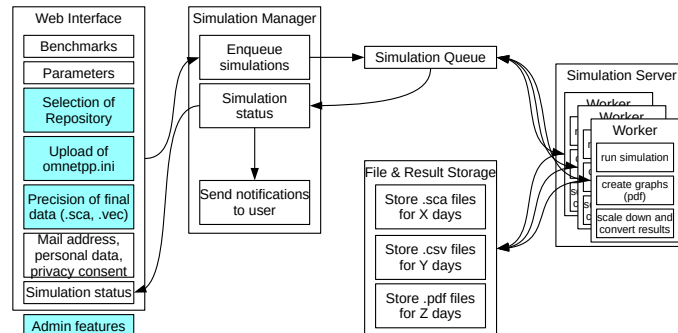 Web Interface
Benchmarks
Parameters
Selection of
Repository
Upload of
omnetpp.ini
Precision of final
data (.sca, .vec)
Mail address,
personal data,
privacy consent
Simulation status
Admin features
Simulation Manager
Enqueue
simulations
Simulation
status
Send notifications
to user
Simulation Queue
File & Result Storage
Store .sca files
for X days
Store .csv files
for Y days
Store .pdf files
for Z days
Simulation Server
Worker
Worker
Worker
run simulation
create graphs
(pdf)
scale down and
convert results